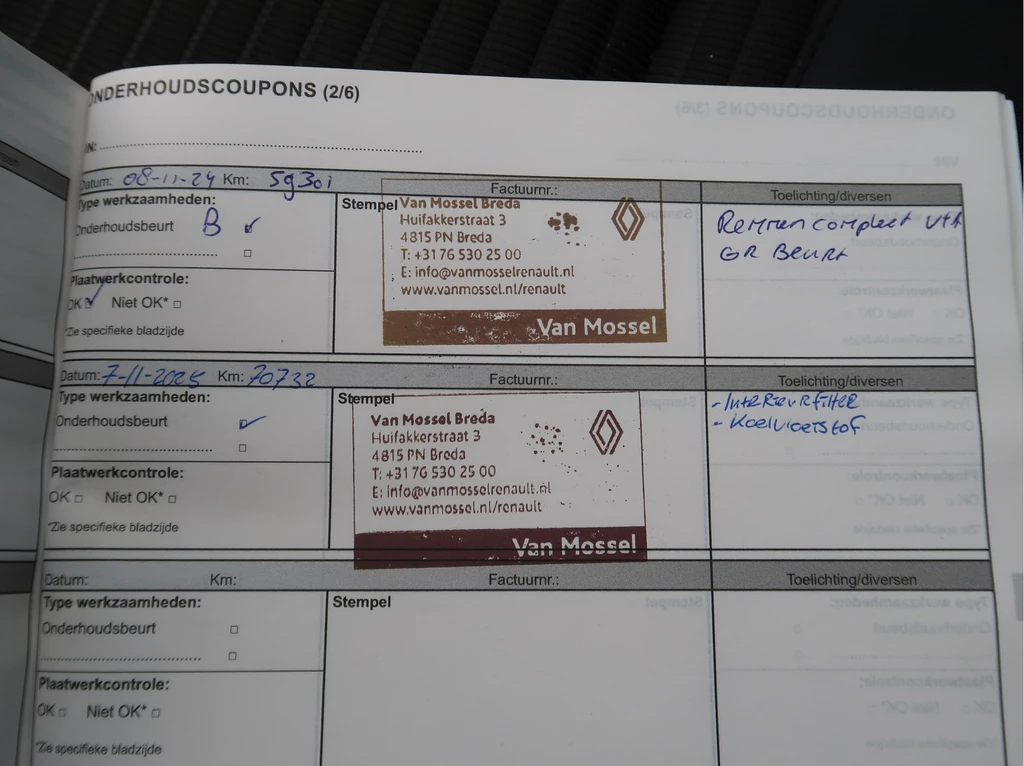 ONDERHOUDSCOUPONS (2/6)
Datum: 08-11-24 Km: 59301 Factuurnr.: Toelichting/diversen
Type werkzaamheden:
Onderhoudsbeurt B
Plaatwerkcontrole:
OK Niet OK*
*Zie specifieke bladzijde
Stempel
Van Mossel Breda
Huifakkerstraat 3
4815 PN Breda
T: +31 76 530 25 00
E: info@vanmosselrenault.nl
www.vanmossel.nl/renault
Van Mossel
Remmen compleet
GR Beurt
Datum: 7-11-2025 Km: 70732 Factuurnr.: Toelichting/diversen
Type werkzaamheden:
Onderhoudsbeurt
Plaatwerkcontrole:
OK Niet OK*
*Zie specifieke bladzijde
Stempel
Van Mossel Breda
Huifakkerstraat 3
4815 PN Breda
T: +31 76 530 25 00
E: info@vanmosselrenault.nl
www.vanmossel.nl/renault
Van Mossel
- Interieurfilter
- Koelvloeistof
Datum: Km: Factuurnr.: Toelichting/diversen
Type werkzaamheden:
Onderhoudsbeurt
Plaatwerkcontrole:
OK Niet OK*
*Zie specifieke bladzijde
Stempel